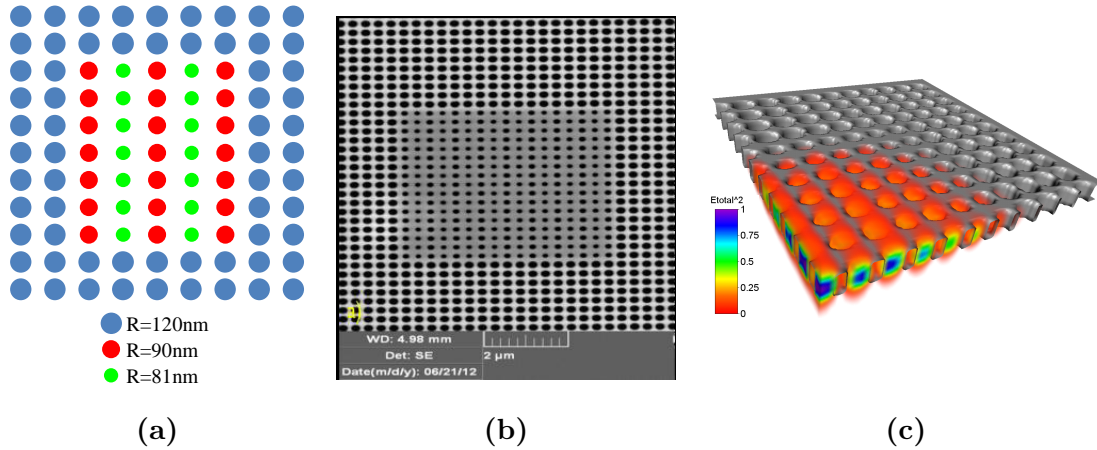 R=120nm
R=90nm
R=81nm
(a)
a)
WD: 4.98 mm
Det: SE
2 μm
Date(m/d/y): 06/21/12
(b)
Etotal^2
1
0.75
0.5
0.25
0
(c)